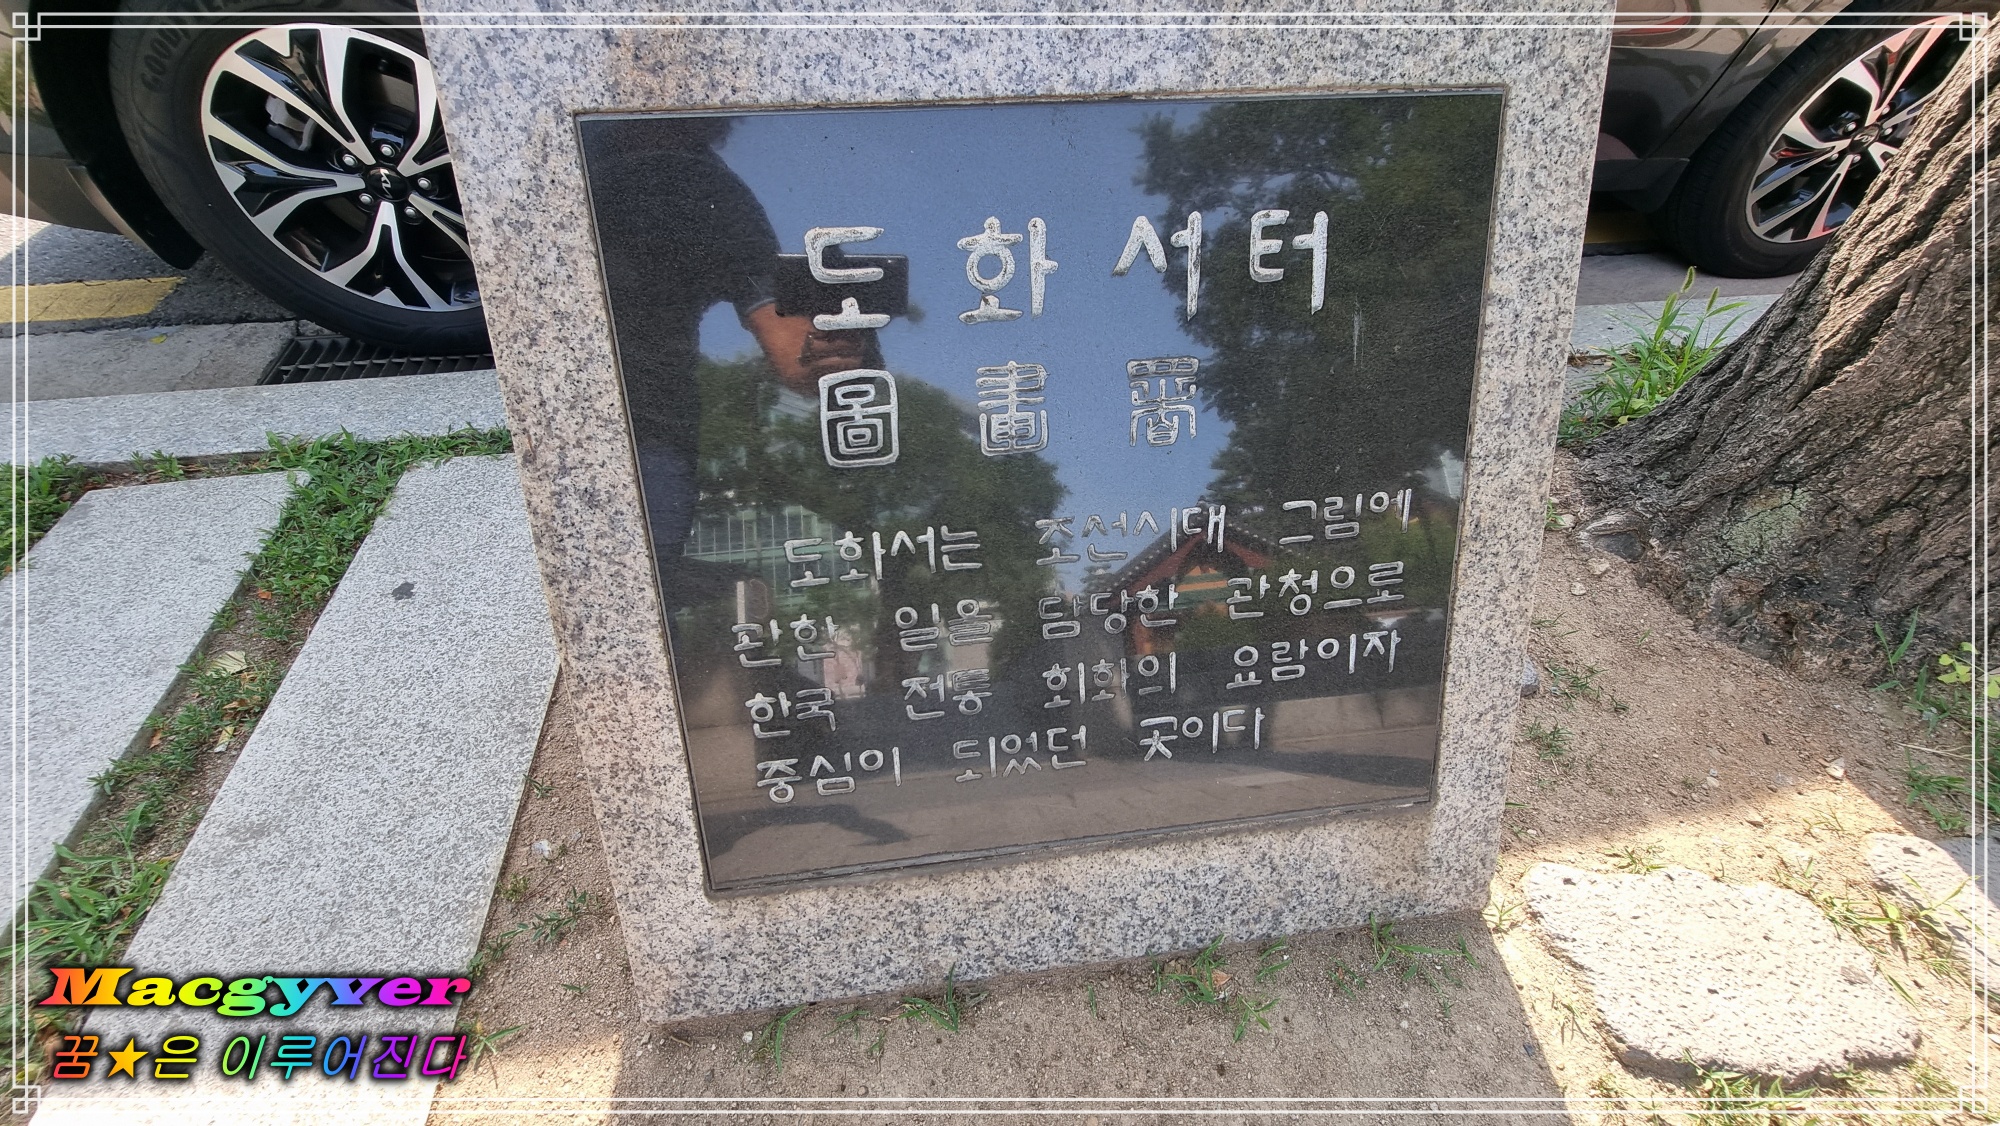 도화서터
圖畫署
도화서는 조선시대 그림에
관한 일을 담당한 관청으로
한국 전통 회화의 요람이자
중심이 되었던 곳이다
Macgyver
꿈★은 이루어진다